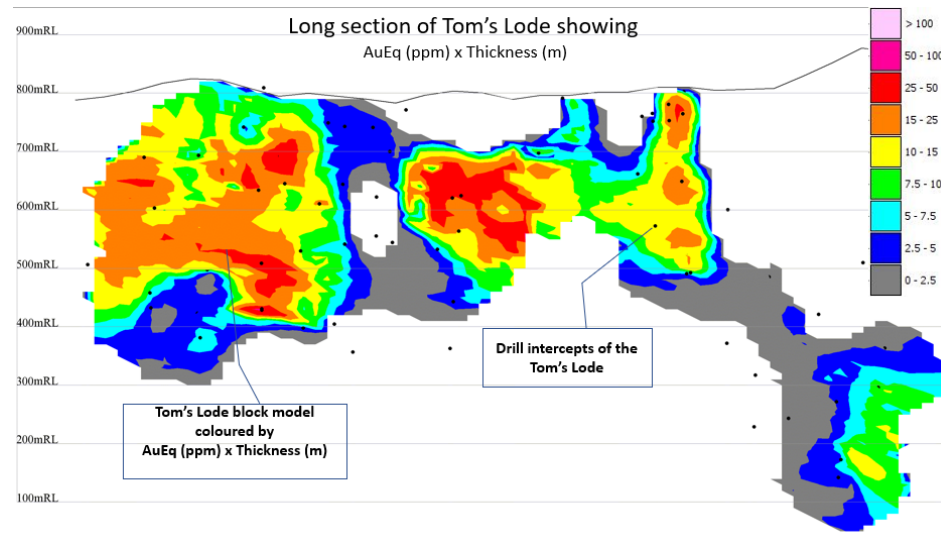 Long section of Tom's Lode showing
AuEq (ppm) x Thickness (m)
900mRL
800mRL
700mRL
600mRL
500mRL
400mRL
300mRL
200mRL
100mRL
> 100
50 - 100
25 - 50
15 - 25
10 - 15
7.5 - 10
5 - 7.5
2.5 - 5
0 - 2.5
Drill intercepts of the
Tom's Lode
Tom's Lode block model
coloured by
AuEq (ppm) x Thickness (m)